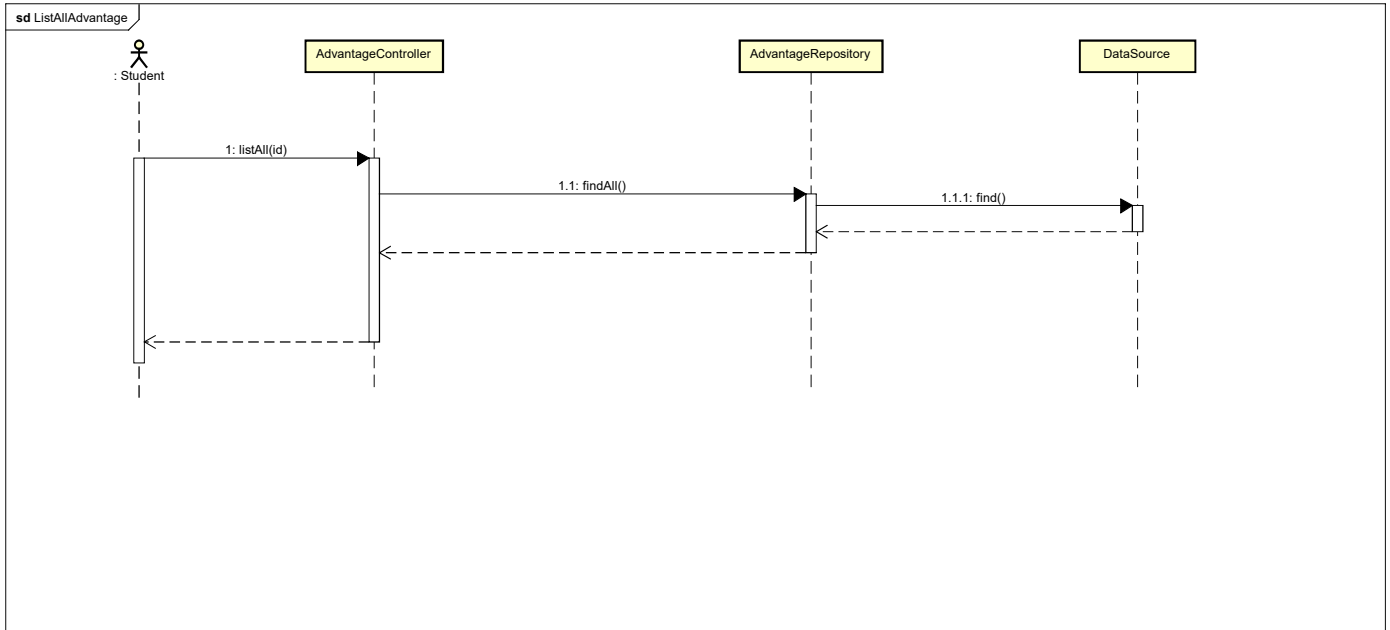 sd ListAllAdvantage
: Student
AdvantageController
AdvantageRepository
DataSource
1: listAll(id)
1.1: findAll()
1.1.1: find()